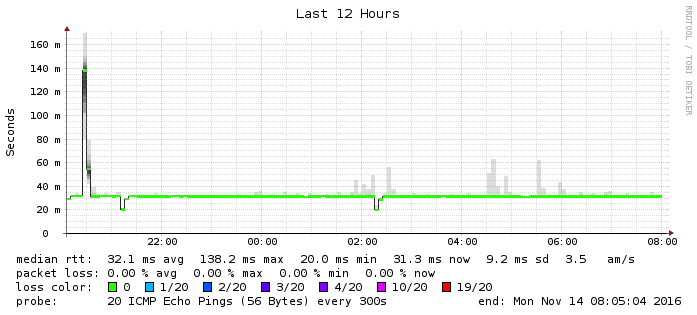 Last 12 Hours
RRDTOOL / TOBI OETIKER
Seconds
160 m
140 m
120 m
100 m
80 m
60 m
40 m
20 m
0
22:00 00:00 02:00 04:00 06:00 08:00
median rtt: 32.1 ms avg 138.2 ms max 20.0 ms min 31.3 ms now 9.2 ms sd 3.5 am/s
packet loss: 0.00 % avg 0.00 % max 0.00 % min 0.00 % now
loss color: 0 1/20 2/20 3/20 4/20 10/20 19/20
probe: 20 ICMP Echo Pings (56 Bytes) every 300s end: Mon Nov 14 08:05:04 2016